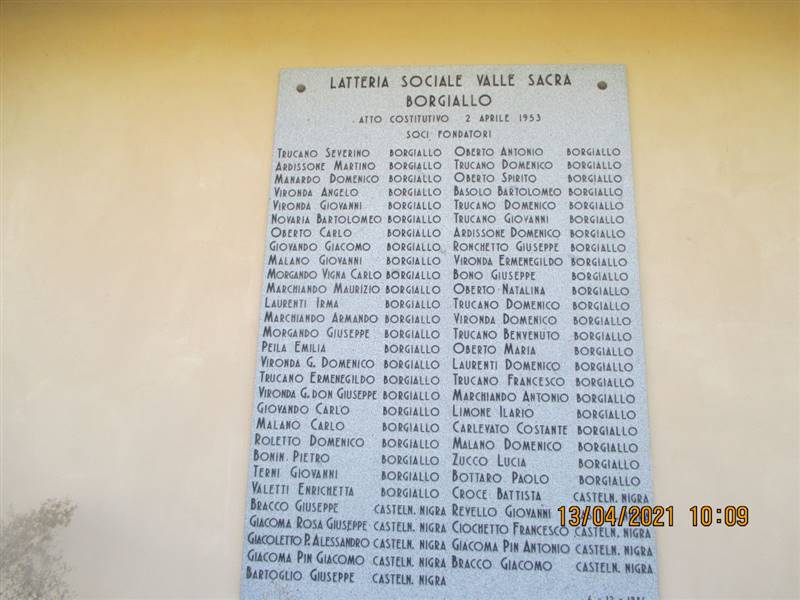 LATTERIA SOCIALE VALLE SACRA
BORGIALLO
ATTO COSTITUTIVO 2 APRILE 1953
SOCI FONDATORI
TRUCANO SEVERINO BORGIALLO OBERTO ANTONIO BORGIALLO
ARDISSONE MARTINO BORGIALLO TRUCANO DOMENICO BORGIALLO
MANARDO DOMENICO BORGIALLO OBERTO SPIRITO BORGIALLO
VIRONDA ANGELO BORGIALLO BASOLO BARTOLOMEO BORGIALLO
VIRONDA GIOVANNI BORGIALLO TRUCANO DOMENICO BORGIALLO
NOVARIA BARTOLOMEO BORGIALLO TRUCANO GIOVANNI BORGIALLO
OBERTO CARLO BORGIALLO ARDISSONE DOMENICO BORGIALLO
GIOVANDO GIACOMO BORGIALLO RONCHETTO GIUSEPPE BORGIALLO
MALANO GIOVANNI BORGIALLO VIRONDA ERMENEGILDO BORGIALLO
MORGANDO VIGNA CARLO BORGIALLO BONO GIUSEPPE BORGIALLO
MARCHIANDO MAURIZIO BORGIALLO OBERTO NATALINA BORGIALLO
LAURENTI IRMA BORGIALLO TRUCANO DOMENICO BORGIALLO
MARCHIANDO ARMANDO BORGIALLO VIRONDA DOMENICO BORGIALLO
MORGANDO GIUSEPPE BORGIALLO TRUCANO BENVENUTO BORGIALLO
PEILA EMILIA BORGIALLO OBERTO MARIA BORGIALLO
VIRONDA G. DOMENICO BORGIALLO LAURENTI DOMENICO BORGIALLO
TRUCANO ERMENEGILDO BORGIALLO TRUCANO FRANCESCO BORGIALLO
VIRONDA G. DON GIUSEPPE BORGIALLO MARCHIANDO ANTONIO BORGIALLO
GIOVANDO CARLO BORGIALLO LIMONE ILARIO BORGIALLO
MALANO CARLO BORGIALLO CARLEVATO COSTANTE BORGIALLO
ROLETTO DOMENICO BORGIALLO MALANO DOMENICO BORGIALLO
BONIN PIETRO BORGIALLO ZUCCO LUCIA BORGIALLO
TERNI GIOVANNI BORGIALLO BOTTARO PAOLO BORGIALLO
VALETTI ENRICHETTA BORGIALLO CROCE BATTISTA CASTELN. NIGRA
BRACCO GIUSEPPE CASTELN. NIGRA REVELLO GIOVANNI
GIACOMA ROSA GIUSEPPE CASTELN. NIGRA CIOCHETTO FRANCESCO CASTELN. NIGRA
GIACOLETTO P. ALESSANDRO CASTELN. NIGRA GIACOMA PIN ANTONIO CASTELN. NIGRA
GIACOMA PIN GIACOMO CASTELN. NIGRA BRACCO GIACOMO CASTELN. NIGRA
BARTOGLIO GIUSEPPE CASTELN. NIGRA
13/04/2021 10:09